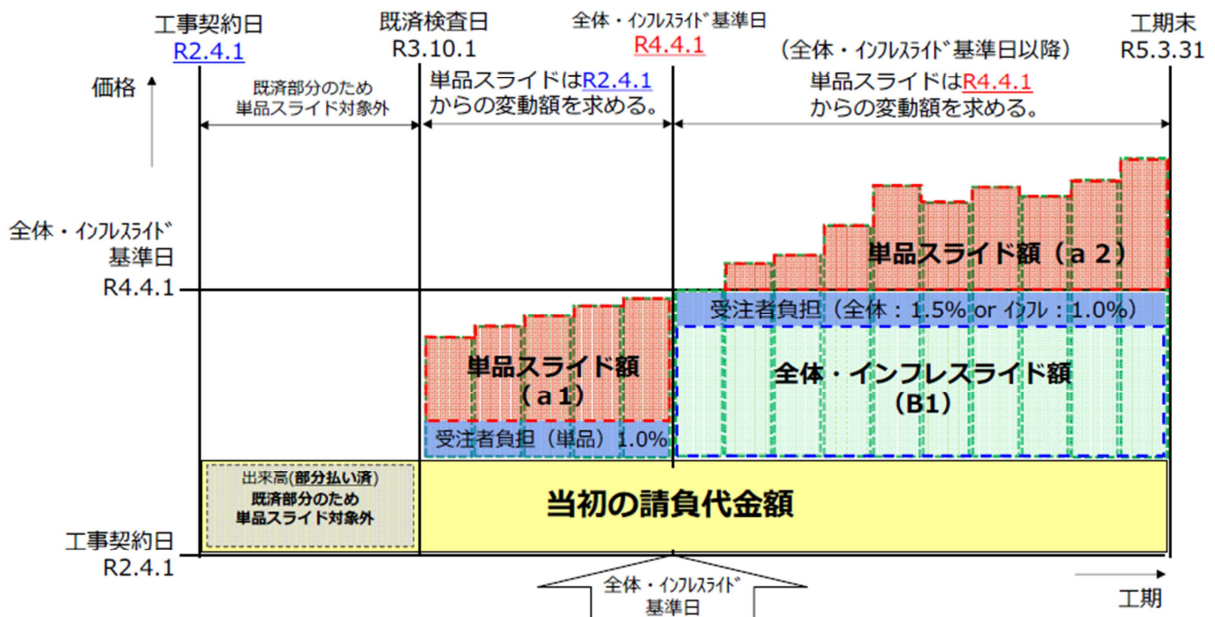 工事契約日
R2.4.1
既済検査日
R3.10.1
全体・インフレスライド基準日
R4.4.1
(全体・インフレスライド基準日以降)
工期末
R5.3.31
価格
既済部分のため
単品スライド対象外
単品スライドはR2.4.1
からの変動額を求める。
単品スライドはR4.4.1
からの変動額を求める。
全体・インフレスライド
基準日
R4.4.1
単品スライド額(a2)
受注者負担(全体:1.5% or インフレ:1.0%)
単品スライド額
(a1)
全体・インフレスライド額
(B1)
受注者負担(単品)1.0%
出来高(部分払い済)
既済部分のため
単品スライド対象外
当初の請負代金額
工事契約日
R2.4.1
全体・インフレスライド
基準日
工期